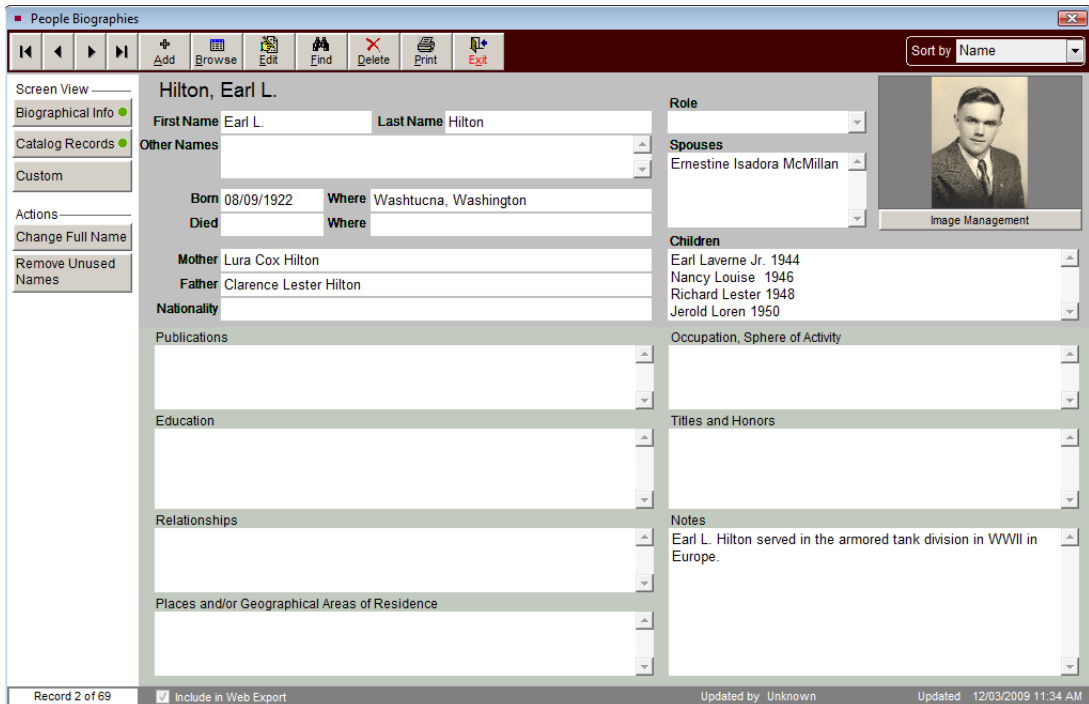 People Biographies
Add Browse Edit Find Delete Print Exit
Sort by Name
Screen View
Biographical Info
Catalog Records
Custom
Actions
Change Full Name
Remove Unused
Names
Hilton, Earl L.
First Name Earl L. Last Name Hilton
Other Names
Born 08/09/1922 Where Washtucna, Washington
Died Where
Mother Lura Cox Hilton
Father Clarence Lester Hilton
Nationality
Role
Spouses
Ernestine Isadora McMillan
Image Management
Children
Earl Laverne Jr. 1944
Nancy Louise 1946
Richard Lester 1948
Jerold Loren 1950
Publications
Occupation, Sphere of Activity
Education
Titles and Honors
Relationships
Notes
Earl L. Hilton served in the armored tank division in WWII in
Europe.
Places and/or Geographical Areas of Residence
Record 2 of 69
Include in Web Export
Updated by Unknown
Updated 12/03/2009 11:34 AM